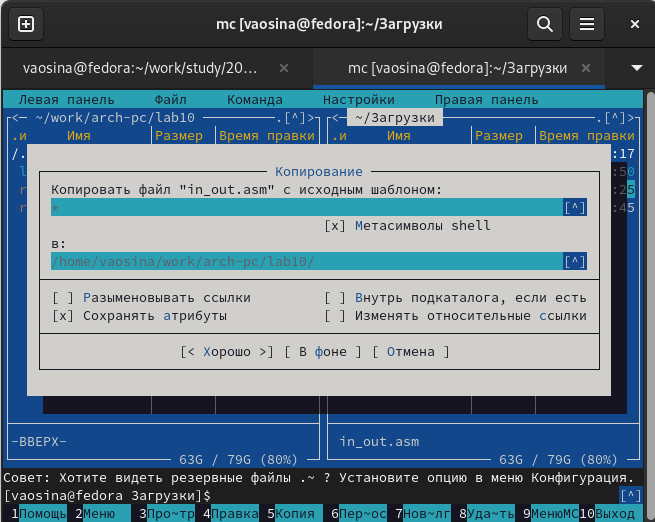 mc [vaosina@fedora]:~/Загрузки
vaosina@fedora:~/work/study/20... mc [vaosina@fedora]:~/Загрузки
Левая панель Файл Команда Настройки Правая панель
<— ~/work/arch-pc/lab10 .[^]> <— ~/Загрузки .[^]>
.и Имя Размер Время правки .и Имя Размер Время правки
/. :17
:50
r :25
r :45
Копирование
Копировать файл "in_out.asm" с исходным шаблоном:
* [^]
[x] Метасимволы shell
в:
/home/vaosina/work/arch-pc/lab10/ [^]
[ ] Разыменовывать ссылки [ ] Внутрь подкаталога, если есть
[x] Сохранять атрибуты [ ] Изменять относительные ссылки
[< Хорошо >] [ В фоне ] [ Отмена ]
-ВВЕРХ- in_out.asm
63G / 79G (80%) 63G / 79G (80%)
Совет: Хотите видеть резервные файлы .~ ? Установите опцию в меню Конфигурация.
[vaosina@fedora Загрузки]$ [^]
1Помощь 2Меню 3Про~тр 4Правка 5Копия 6Пер~ос 7Нов~лг 8Уда~ть 9МенюМС10Выход